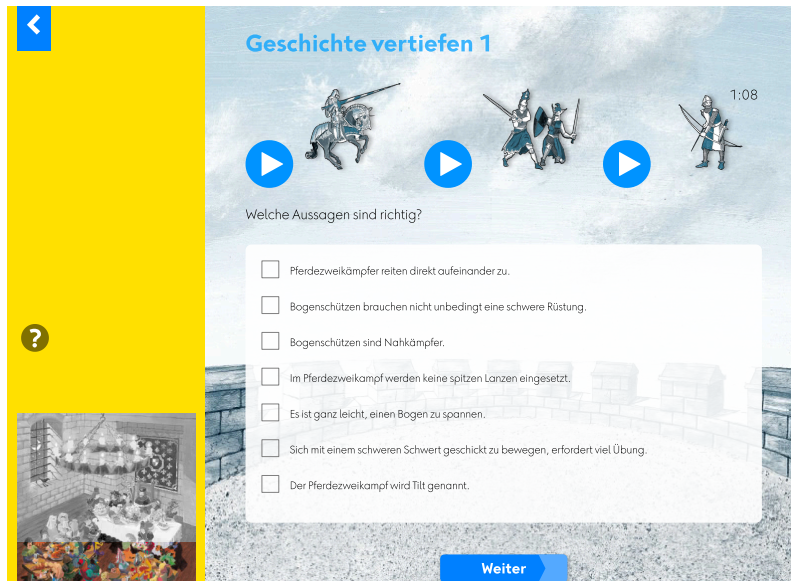 Geschichte vertiefen 1
1:08
Welche Aussagen sind richtig?
Pferdezweikämpfer reiten direkt aufeinander zu.
Bogenschützen brauchen nicht unbedingt eine schwere Rüstung.
Bogenschützen sind Nahkämpfer.
Im Pferdezweikampf werden keine spitzen Lanzen eingesetzt.
Es ist ganz leicht, einen Bogen zu spannen.
Sich mit einem schweren Schwert geschickt zu bewegen, erfordert viel Übung.
Der Pferdezweikampf wird Tilt genannt.
?
Weiter